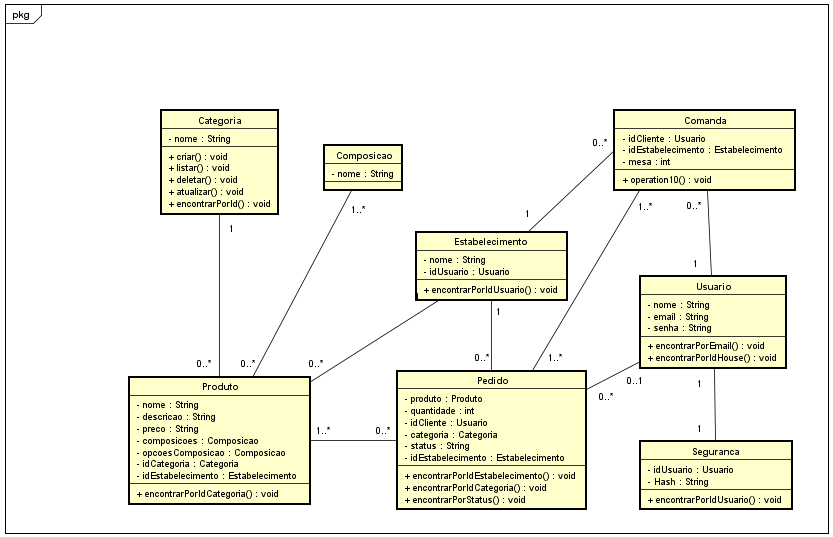 pkg
Categoria
- nome : String
+ criar() : void
+ listar() : void
+ deletar() : void
+ atualizar() : void
+ encontrarPorId() : void
Composicao
- nome : String
Comanda
- idCliente : Usuario
- idEstabelecimento : Estabelecimento
- mesa : int
+ operation10() : void
0..*
1
1..*
1
1..*
0..*
Estabelecimento
- nome : String
- idUsuario : Usuario
+ encontrarPorIdUsuario() : void
1
Usuario
- nome : String
- email : String
- senha : String
+ encontrarPorEmail() : void
+ encontrarPorIdHouse() : void
1
0..*
0..*
0..*
0..*
1..*
0..1
0..*
1
Produto
- nome : String
- descricao : String
- preco : String
- composicoes : Composicao
- opcoesComposicao : Composicao
- idCategoria : Categoria
- idEstabelecimento : Estabelecimento
+ encontrarPorIdCategoria() : void
1..*
0..*
Pedido
- produto : Produto
- quantidade : int
- idCliente : Usuario
- categoria : Categoria
- status : String
- idEstabelecimento : Estabelecimento
+ encontrarPorIdEstabelecimento() : void
+ encontrarPorIdCategoria() : void
+ encontrarPorStatus() : void
1
Seguranca
- idUsuario : Usuario
- Hash : String
+ encontrarPorIdUsuario() : void